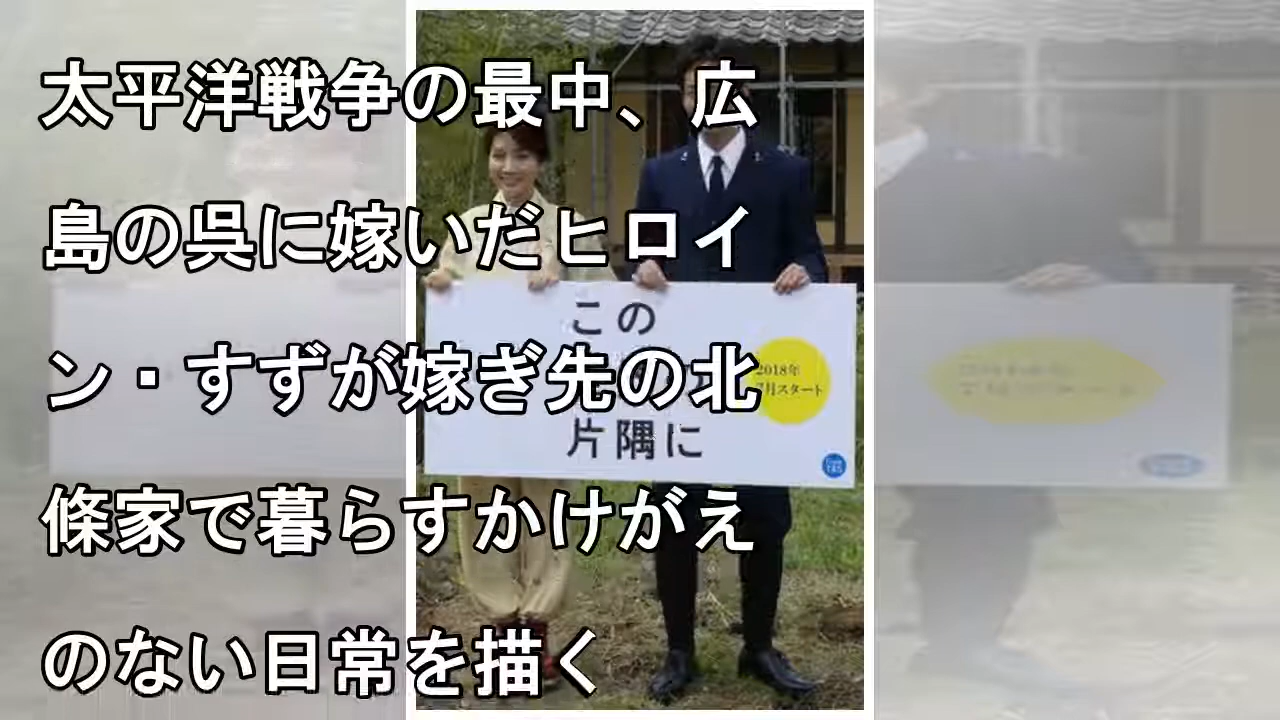 太平洋戦争の最中、広
島の呉に嫁いだヒロイ
ン・すずが嫁ぎ先の北
條家で暮らすかけがえ
のない日常を描く
この
片隅に
2018年
7月スタート